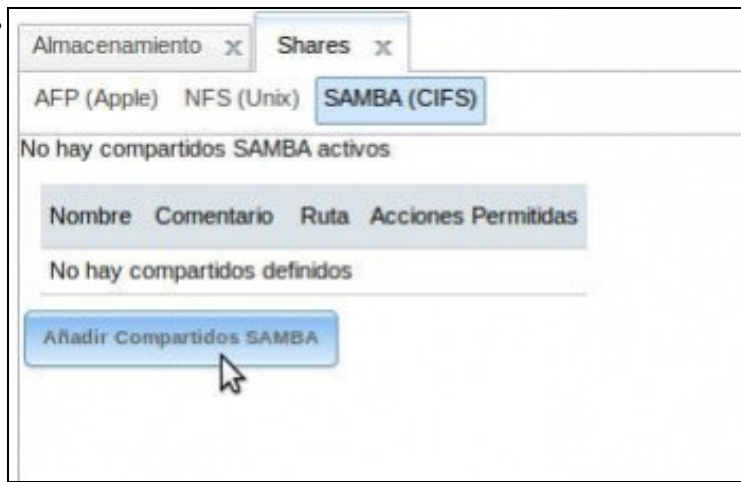 Almacenamiento x Shares x
AFP (Apple) NFS (Unix) SAMBA (CIFS)
No hay compartidos SAMBA activos
Nombre Comentario Ruta Acciones Permitidas
No hay compartidos definidos
Añadir Compartidos SAMBA